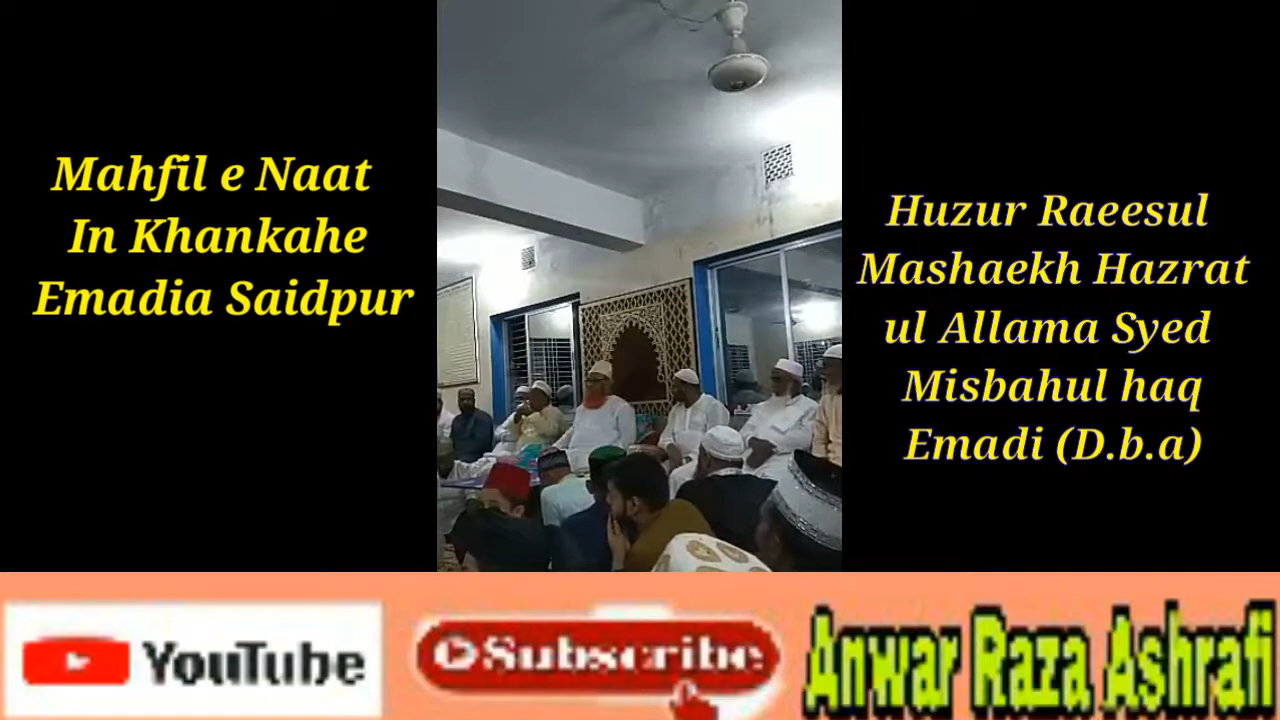 Mahfil e Naat
In Khankahe
Emadia Saidpur
Huzur Raeesul
Mashaekh Hazrat
ul Allama Syed
Misbahul haq
Emadi (D.b.a)
YouTube
Subscribe
Anwar Raza Ashrafi